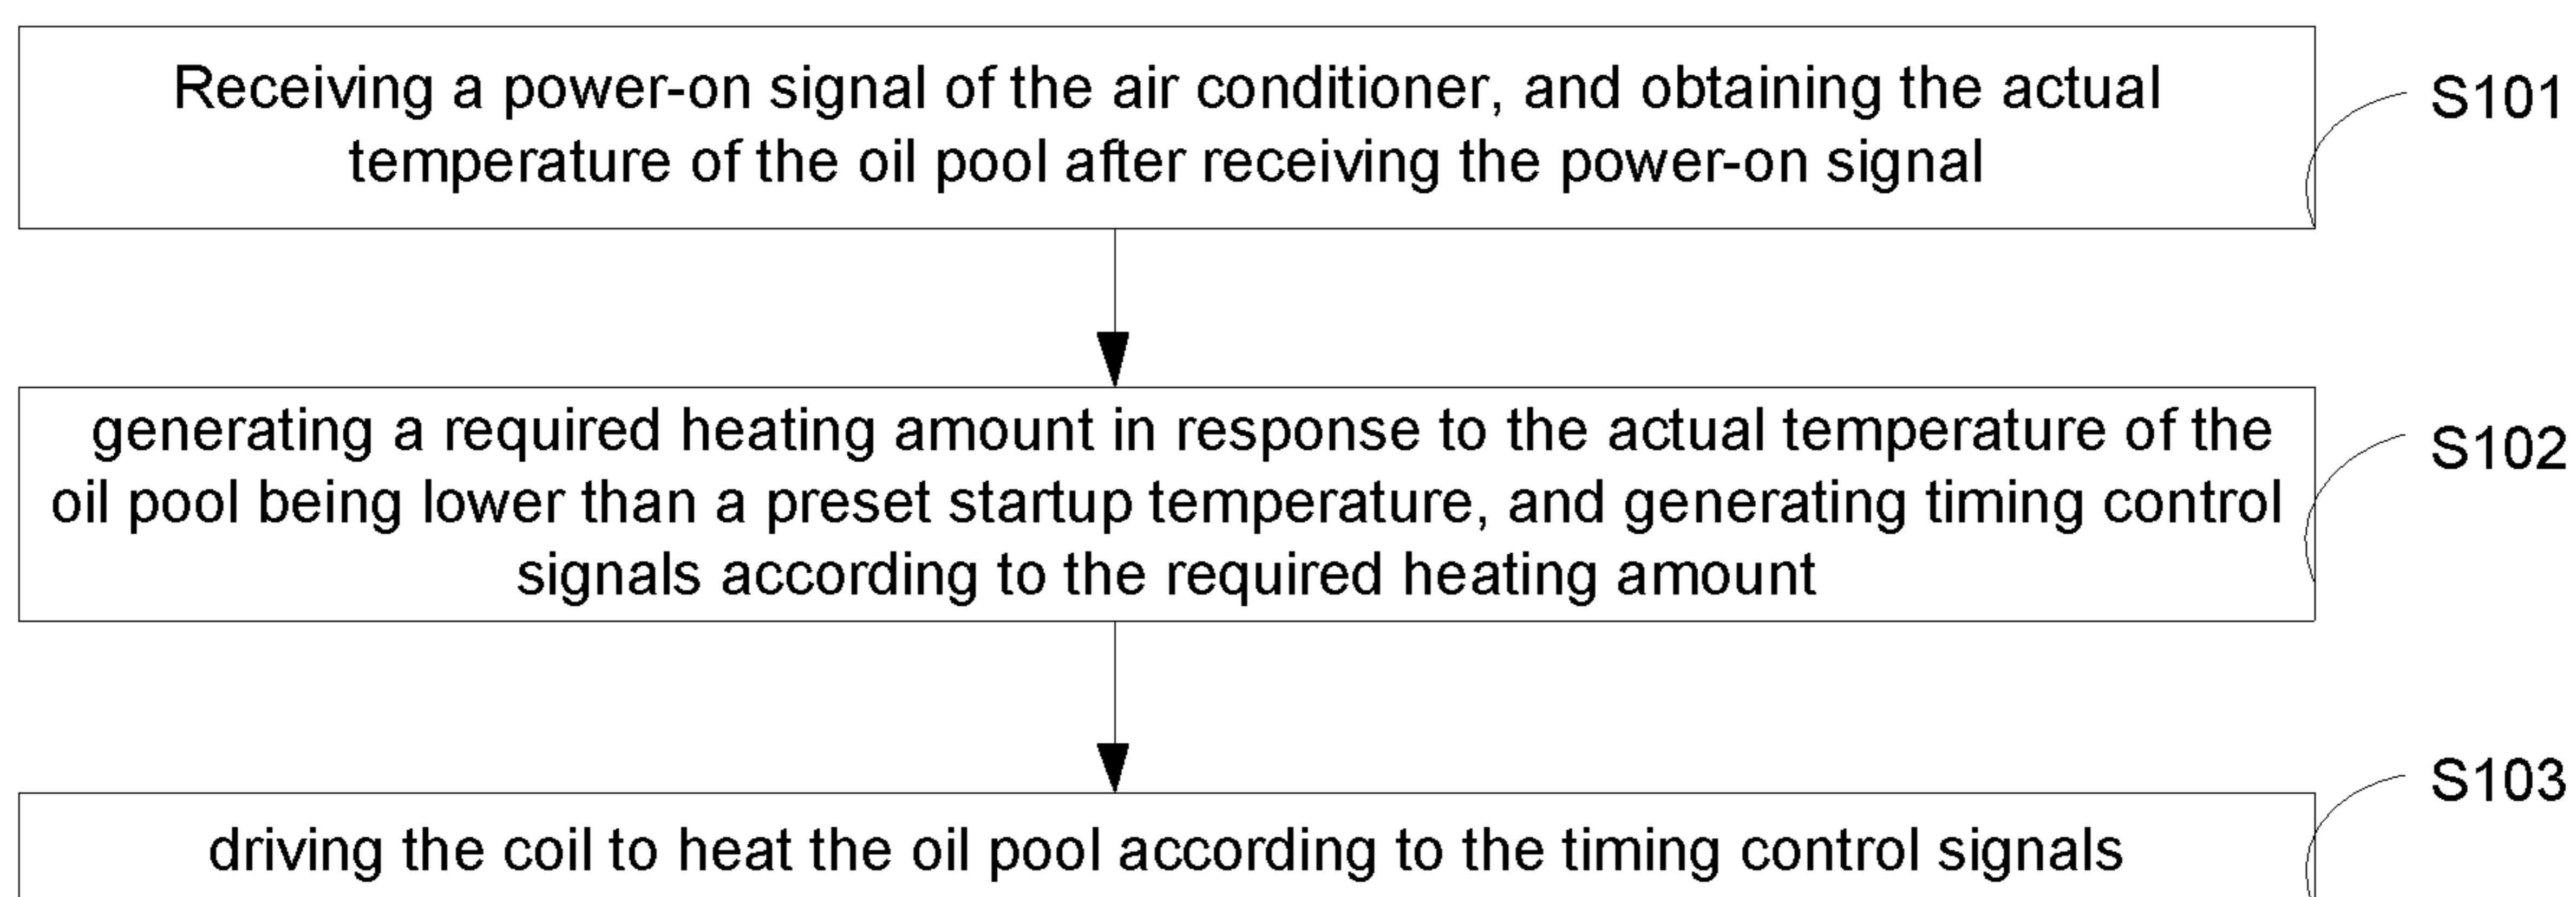 Receiving a power-on signal of the air conditioner, and obtaining the actual
temperature of the oil pool after receiving the power-on signal
S101
generating a required heating amount in response to the actual temperature of the
oil pool being lower than a preset startup temperature, and generating timing control
signals according to the required heating amount
S102
driving the coil to heat the oil pool according to the timing control signals
S103